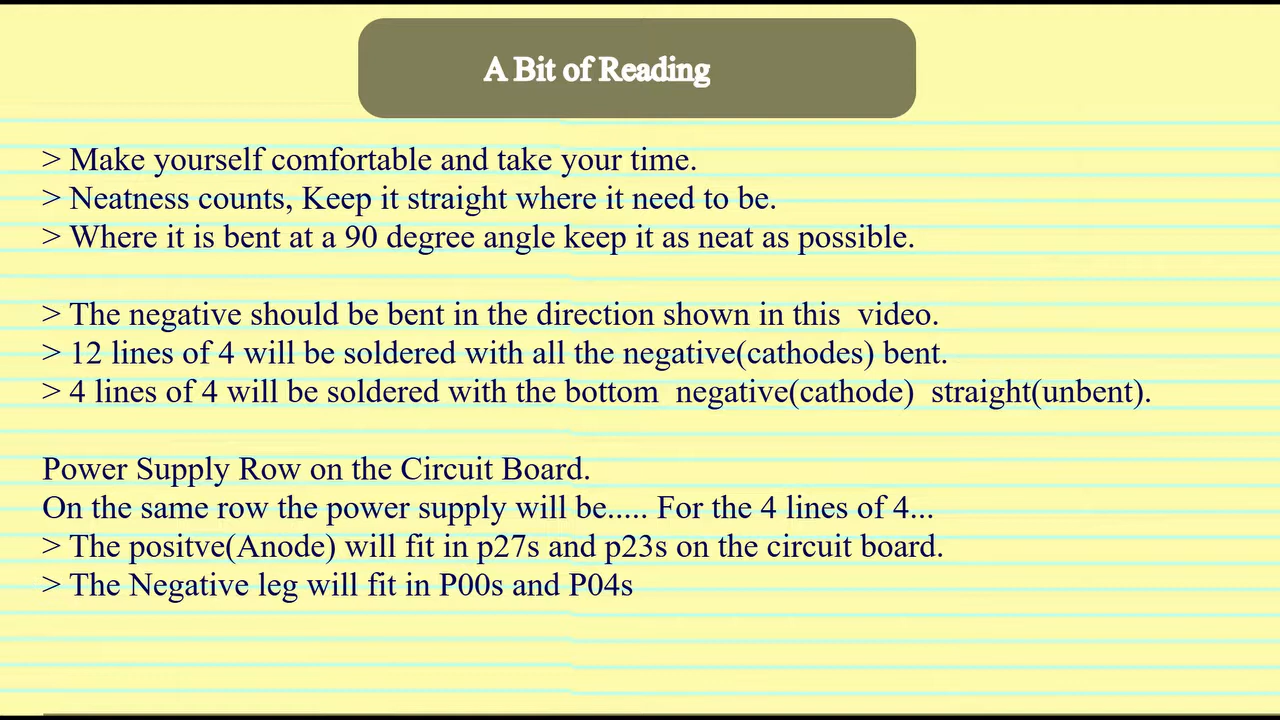 A Bit of Reading
> Make yourself comfortable and take your time.
> Neatness counts, Keep it straight where it need to be.
> Where it is bent at a 90 degree angle keep it as neat as possible.
> The negative should be bent in the direction shown in this  video.
> 12 lines of 4 will be soldered with all the negative(cathodes) bent.
> 4 lines of 4 will be soldered with the bottom  negative(cathode)  straight(unbent).
Power Supply Row on the Circuit Board.
On the same row the power supply will be..... For the 4 lines of 4...
> The positve(Anode) will fit in p27s and p23s on the circuit board.
> The Negative leg will fit in P00s and P04s